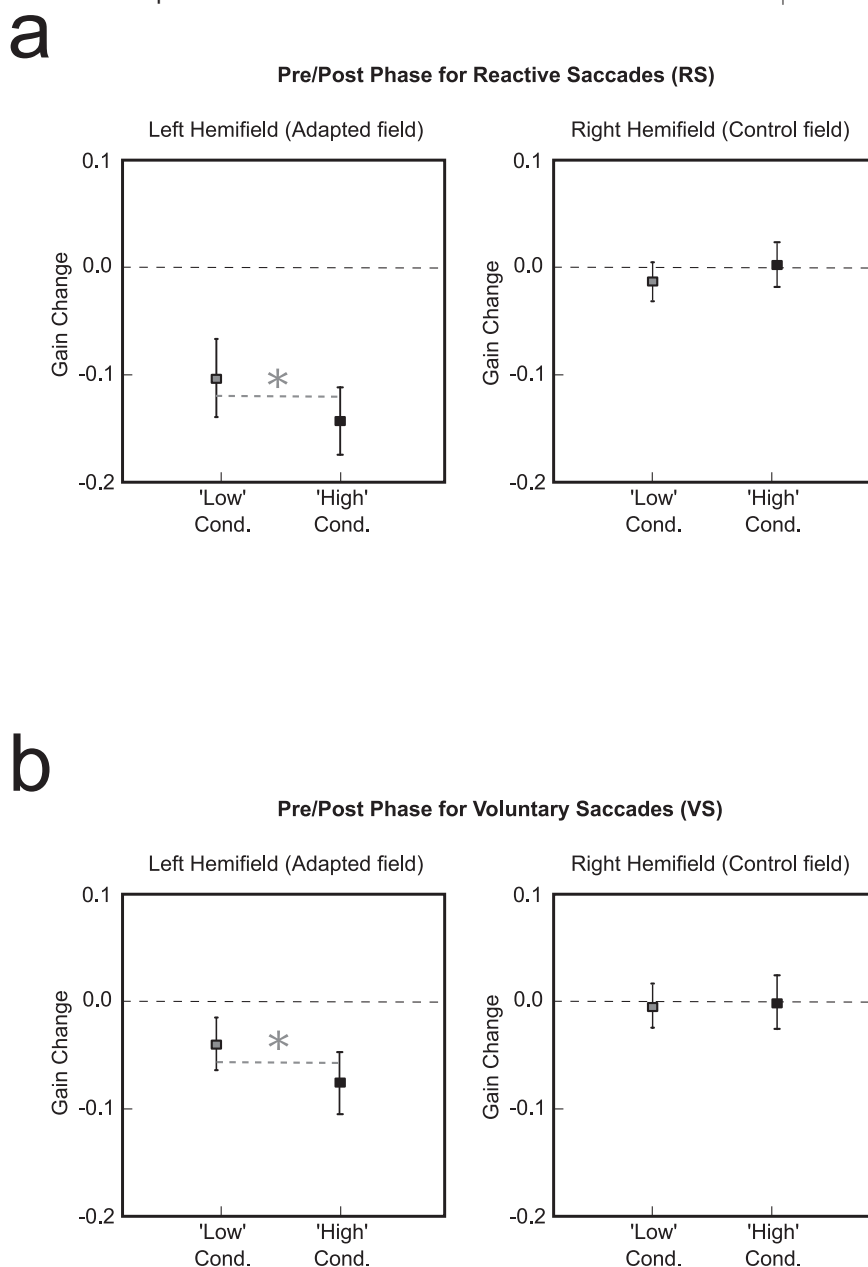 a
Pre/Post Phase for Reactive Saccades (RS)
Left Hemifield (Adapted field)
Right Hemifield (Control field)
Gain Change
0.1
0.0
-0.1
-0.2
*
'Low'
Cond.
'High'
Cond.
Gain Change
0.1
0.0
-0.1
-0.2
'Low'
Cond.
'High'
Cond.
b
Pre/Post Phase for Voluntary Saccades (VS)
Left Hemifield (Adapted field)
Right Hemifield (Control field)
Gain Change
0.1
0.0
-0.1
-0.2
*
'Low'
Cond.
'High'
Cond.
Gain Change
0.1
0.0
-0.1
-0.2
'Low'
Cond.
'High'
Cond.